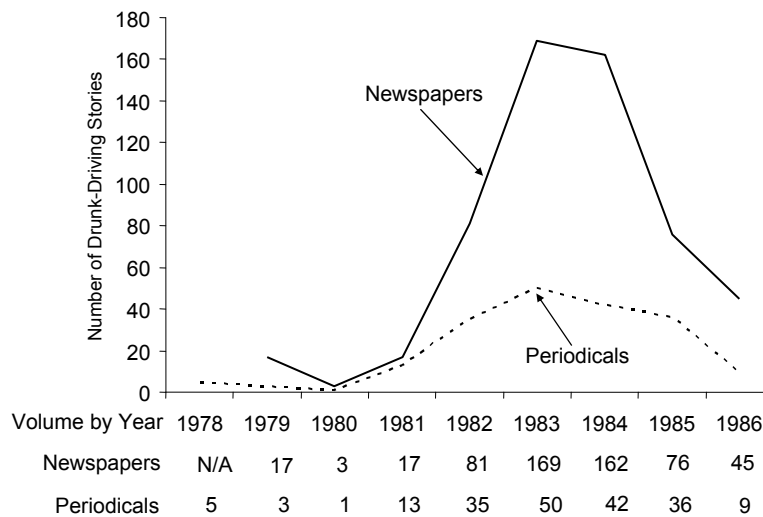 Number of Drunk-Driving Stories
180
160
140
120
100
80
60
40
20
0
Newspapers
Periodicals
Volume by Year 1978 1979 1980 1981 1982 1983 1984 1985 1986
Newspapers N/A 17 3 17 81 169 162 76 45
Periodicals 5 3 1 13 35 50 42 36 9